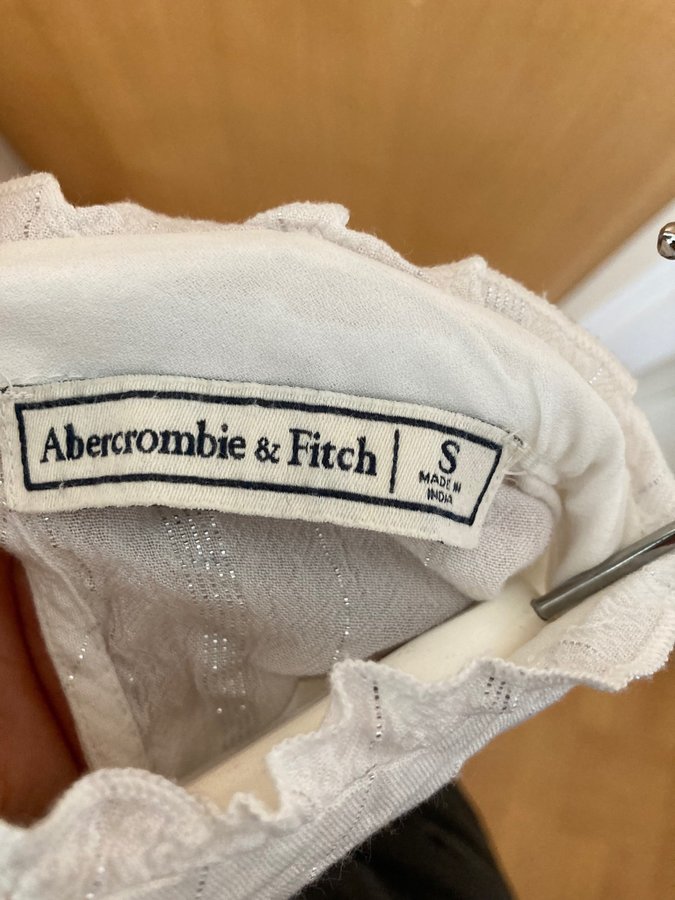 Abercrombie & Fitch
S
MADE IN
INDIA